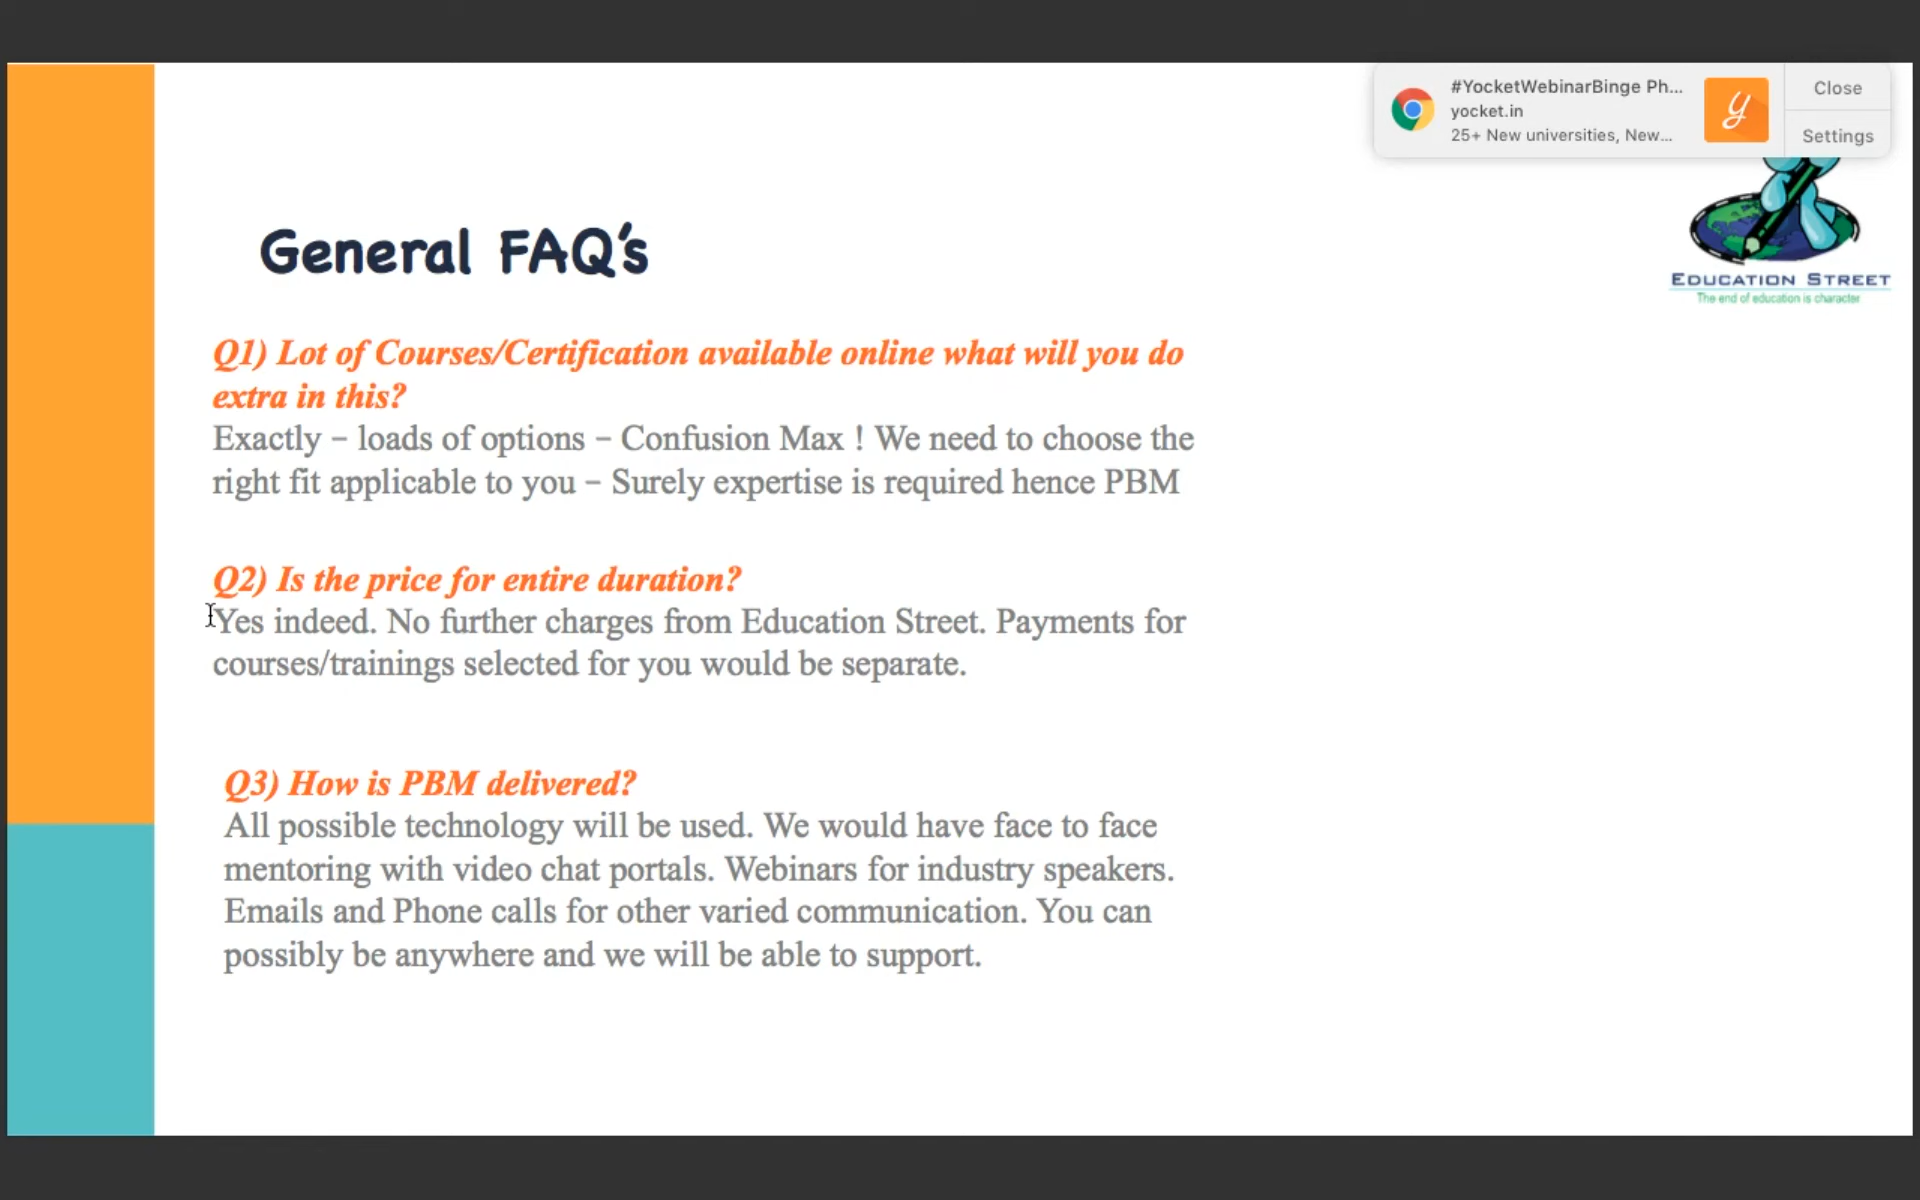 #YocketWebinarBinge Ph...
yocket.in
25+ New universities, New...
y
Close
Settings
EDUCATION STREET
The end of education is character
General FAQ's
Q1) Lot of Courses/Certification available online what will you do
extra in this?
Exactly – loads of options – Confusion Max ! We need to choose the
right fit applicable to you – Surely expertise is required hence PBM
Q2) Is the price for entire duration?
Yes indeed. No further charges from Education Street. Payments for
courses/trainings selected for you would be separate.
Q3) How is PBM delivered?
All possible technology will be used. We would have face to face
mentoring with video chat portals. Webinars for industry speakers.
Emails and Phone calls for other varied communication. You can
possibly be anywhere and we will be able to support.